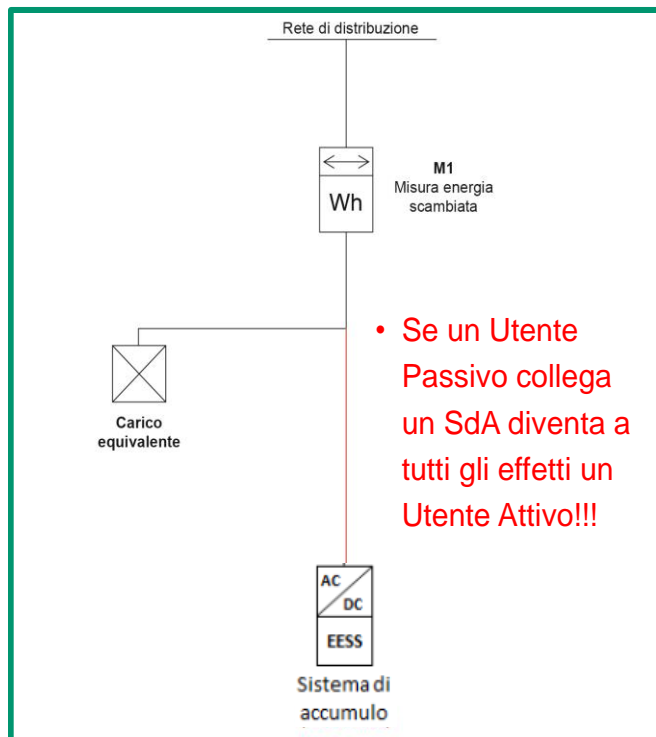 Rete di distribuzione
M1
Misura energia
scambiata
Wh
• Se un Utente
Passivo collega
un SdA diventa a
tutti gli effetti un
Utente Attivo!!!
Carico
equivalente
AC
DC
EESS
Sistema di
accumulo